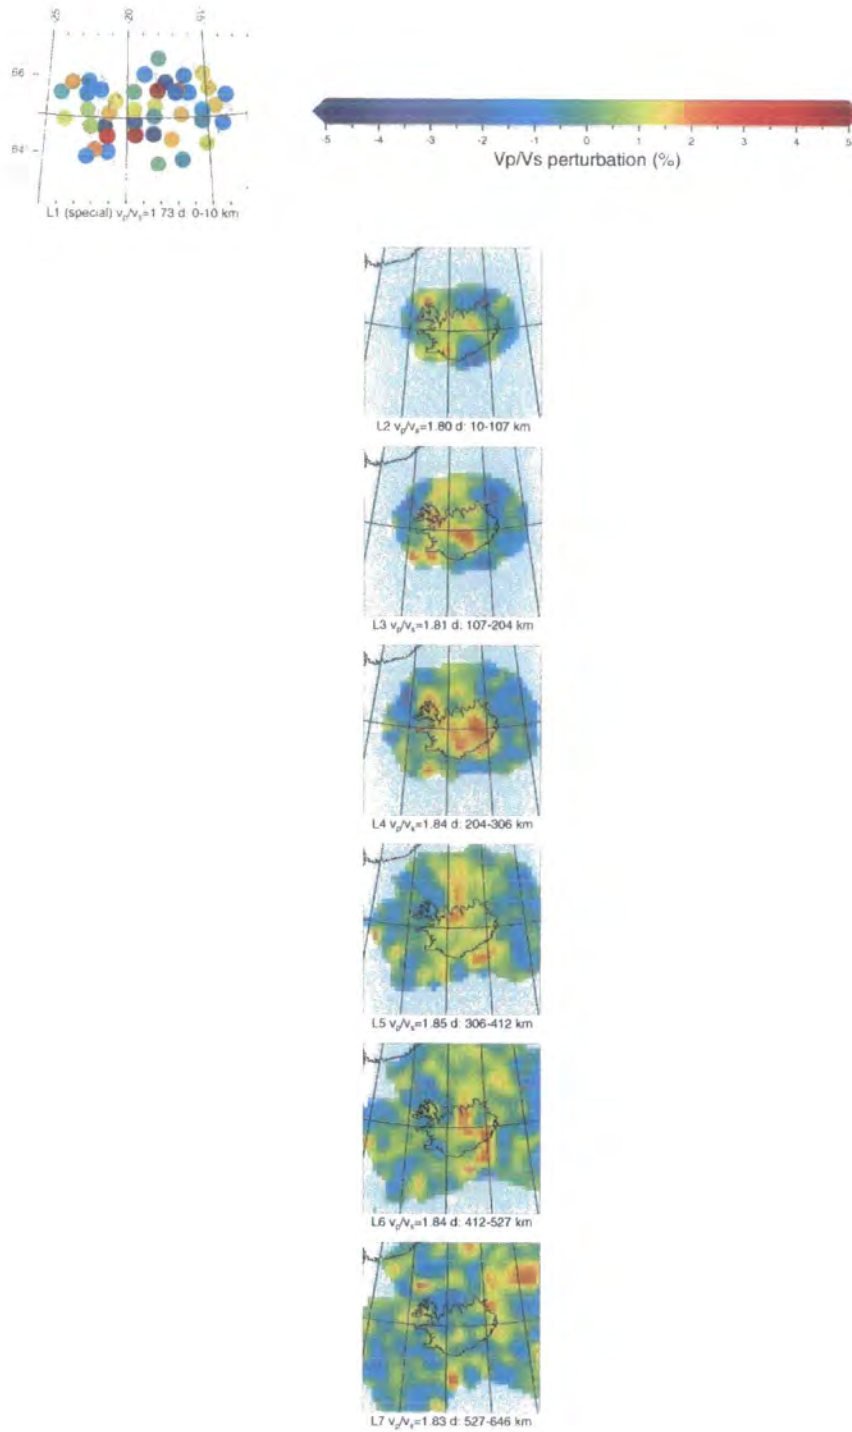 -25 -20 -15
66
64
L1 (special) vp/vs=1 73 d 0-10 km
-5 -4 -3 -2 -1 0 1 2 3 4 5
Vp/Vs perturbation (%)
L2 vp/vs=1.80 d: 10-107 km
L3 vp/vs=1.81 d: 107-204 km
L4 vp/vs=1.84 d: 204-306 km
L5 vp/vs=1.85 d: 306-412 km
L6 vp/vs=1.84 d: 412-527 km
L7 vp/vs=1.83 d: 527-646 km